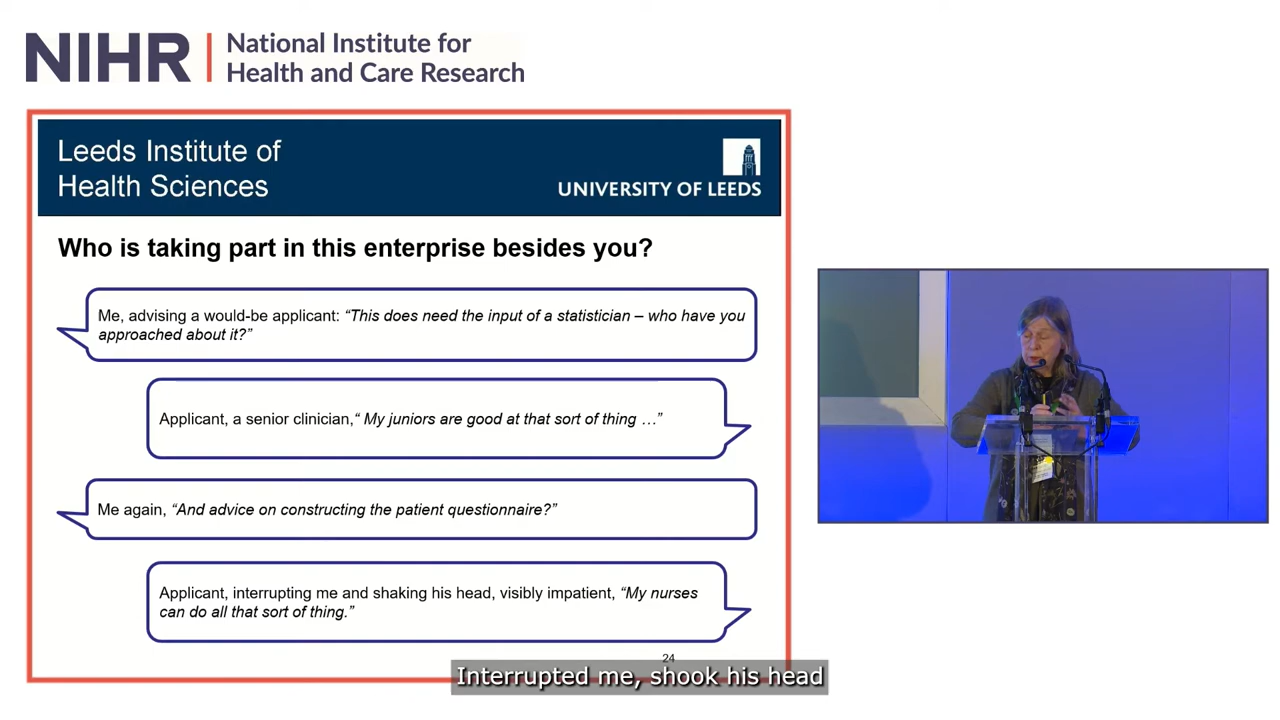 NIHR
National Institute for
Health and Care Research
Leeds Institute of
Health Sciences
UNIVERSITY OF LEEDS
Who is taking part in this enterprise besides you?
Me, advising a would-be applicant: “This does need the input of a statistician – who have you
approached about it?”
Applicant, a senior clinician,“ My juniors are good at that sort of thing …”
Me again, “And advice on constructing the patient questionnaire?”
Applicant, interrupting me and shaking his head, visibly impatient, “My nurses
can do all that sort of thing.”
24
Interrupted me, shook his head